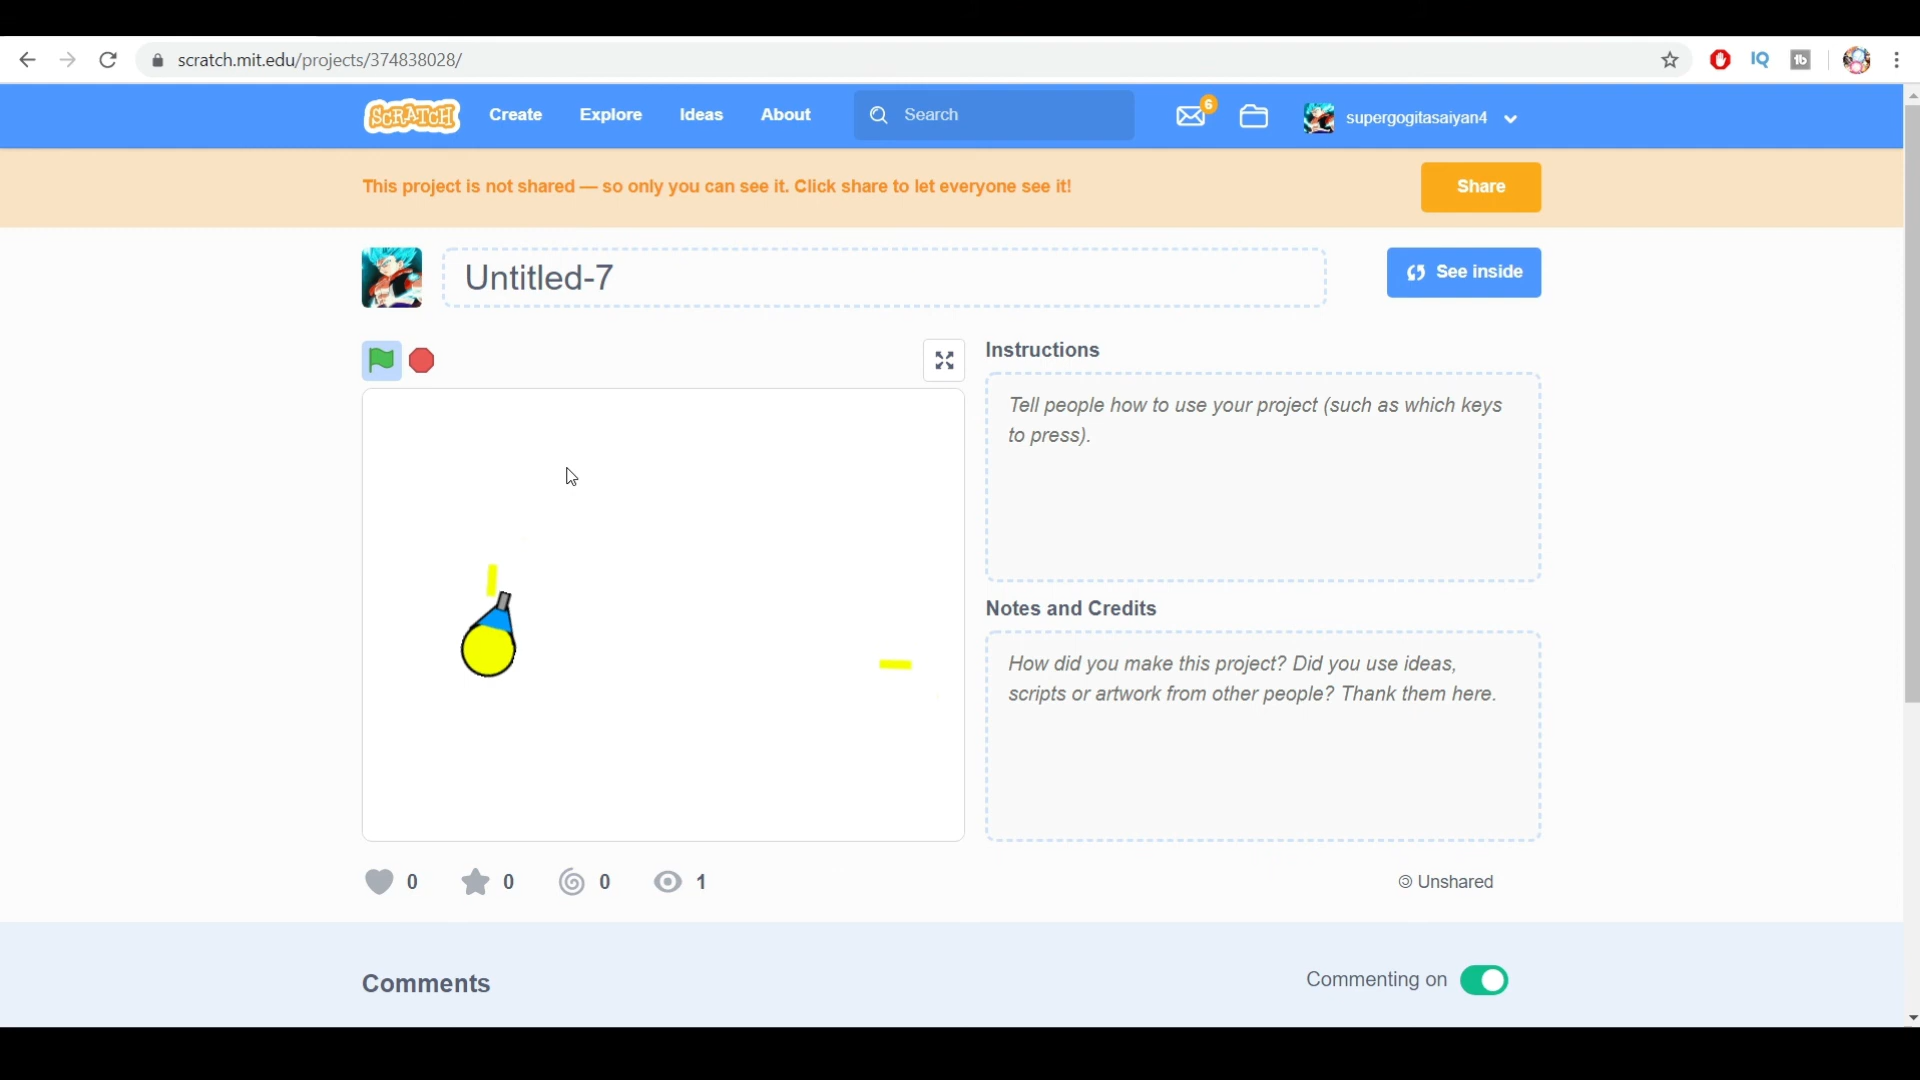 scratch.mit.edu/projects/374838028/
IQ
tb
SCRATCH
Create
Explore
Ideas
About
Search
6
supergogitasaiyan4
This project is not shared — so only you can see it. Click share to let everyone see it!
Share
Untitled-7
See inside
Instructions
Tell people how to use your project (such as which keys
to press).
Notes and Credits
How did you make this project? Did you use ideas,
scripts or artwork from other people? Thank them here.
0
0
0
1
Unshared
Comments
Commenting on